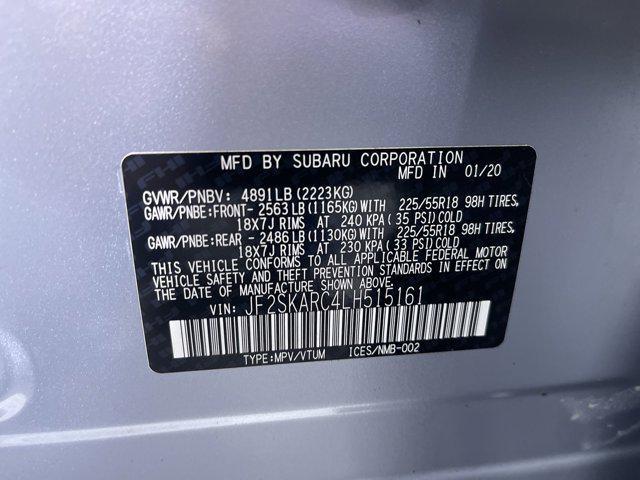 MFD BY SUBARU CORPORATION
MFD IN 01/20
GVWR/PNBV: 4891LB(2223KG)
GAWR/PNBE:FRONT- 2563LB(1165KG)WITH 225/55R18 98H TIRES,
18X7J RIMS AT 240 KPA(35 PSI)COLD
GAWR/PNBE:REAR - 2486LB(1130KG)WITH 225/55R18 98H TIRES,
18X7J RIMS AT 230 KPA(33 PSI)COLD
THIS VEHICLE CONFORMS TO ALL APPLICABLE FEDERAL MOTOR
VEHICLE SAFETY AND THEFT PREVENTION STANDARDS IN EFFECT ON
THE DATE OF MANUFACTURE SHOWN ABOVE.
VIN: JF2SKARC4LH515161
TYPE:MPV/VTUM ICES/NMB-002